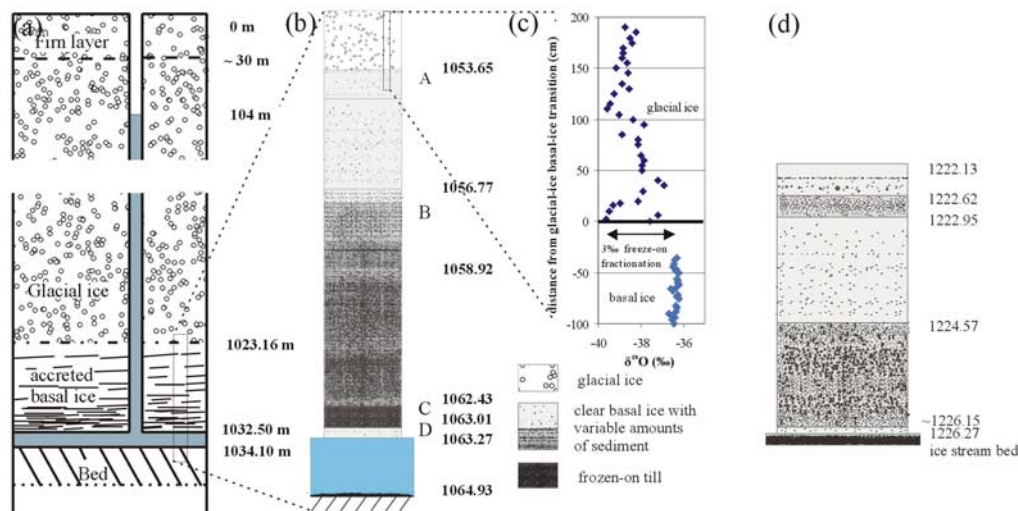 (a)
Firn layer
0 m
~ 30 m
104 m
Glacial ice
1023.16 m
accreted
basal ice
1032.50 m
1034.10 m
Bed
(b)
A
1053.65
1056.77
B
1058.92
1062.43
C
1063.01
D
1063.27
1064.93
(c)
distance from glacial-ice basal-ice transition (cm)
200
150
100
50
0
-50
-100
glacial ice
3‰ freeze-on
fractionation
basal ice
-40
-38
-36
δ¹⁸O (‰)
glacial ice
clear basal ice with
variable amounts
of sediment
frozen-on till
(d)
1222.13
1222.62
1222.95
1224.57
~1226.15
1226.27
ice stream bed